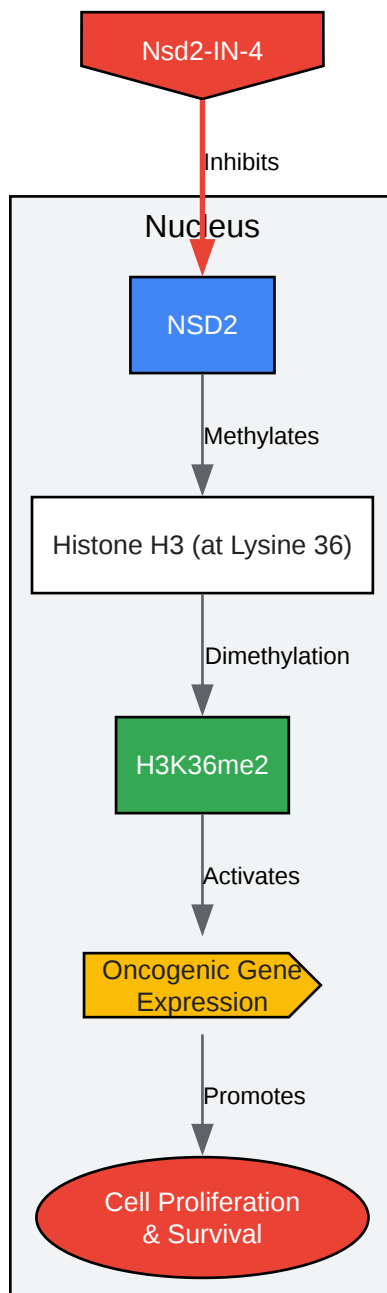 Nsd2-IN-4
Inhibits
Nucleus
NSD2
Methylates
Histone H3 (at Lysine 36)
Dimethylation
H3K36me2
Activates
Oncogenic Gene
Expression
Promotes
Cell Proliferation
& Survival